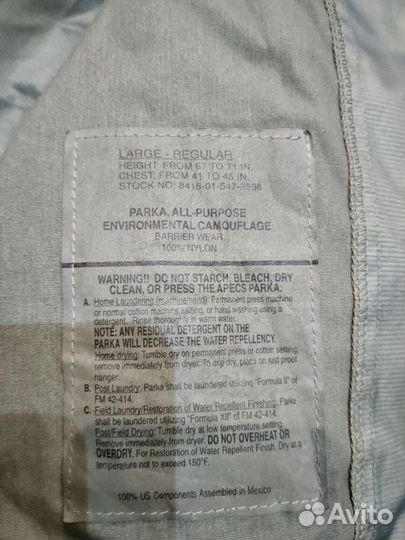 LARGE - REGULAR
HEIGHT: FROM 67 TO 71 IN.
CHEST: FROM 41 TO 45 IN.
STOCK NO: 8415-01-547-3536
PARKA, ALL-PURPOSE
ENVIRONMENTAL CAMOUFLAGE
BARRIER WEAR
100% NYLON
WARNING!! DO NOT STARCH, BLEACH, DRY
CLEAN, OR PRESS THE APECS PARKA.
A. Home Laundering (machine/hand): Permanent press machine
or normal cotton machine setting, or hand washing using a
detergent. Rinse thoroughly in warm water.
NOTE: ANY RESIDUAL DETERGENT ON THE
PARKA WILL DECREASE THE WATER REPELLENCY.
Home drying: Tumble dry on permanent press or cotton setting,
remove immediately from dryer. To drip dry, place on rust proof
hanger.
B. Post Laundry: Parka shall be laundered utilizing "Formula II" of
FM 42-414.
C. Field Laundry/Restoration of Water Repellent Finishing: Parka
shall be laundered utilizing "Formula XII" of FM 42-414.
Post/Field Drying: Tumble dry at low temperature setting.
Remove immediately from dryer. DO NOT OVERHEAT OR
OVERDRY. For Restoration of Water Repellent Finish, Dry at a
temperature not to exceed 150°F.
100% US Components Assembled in Mexico
Avito